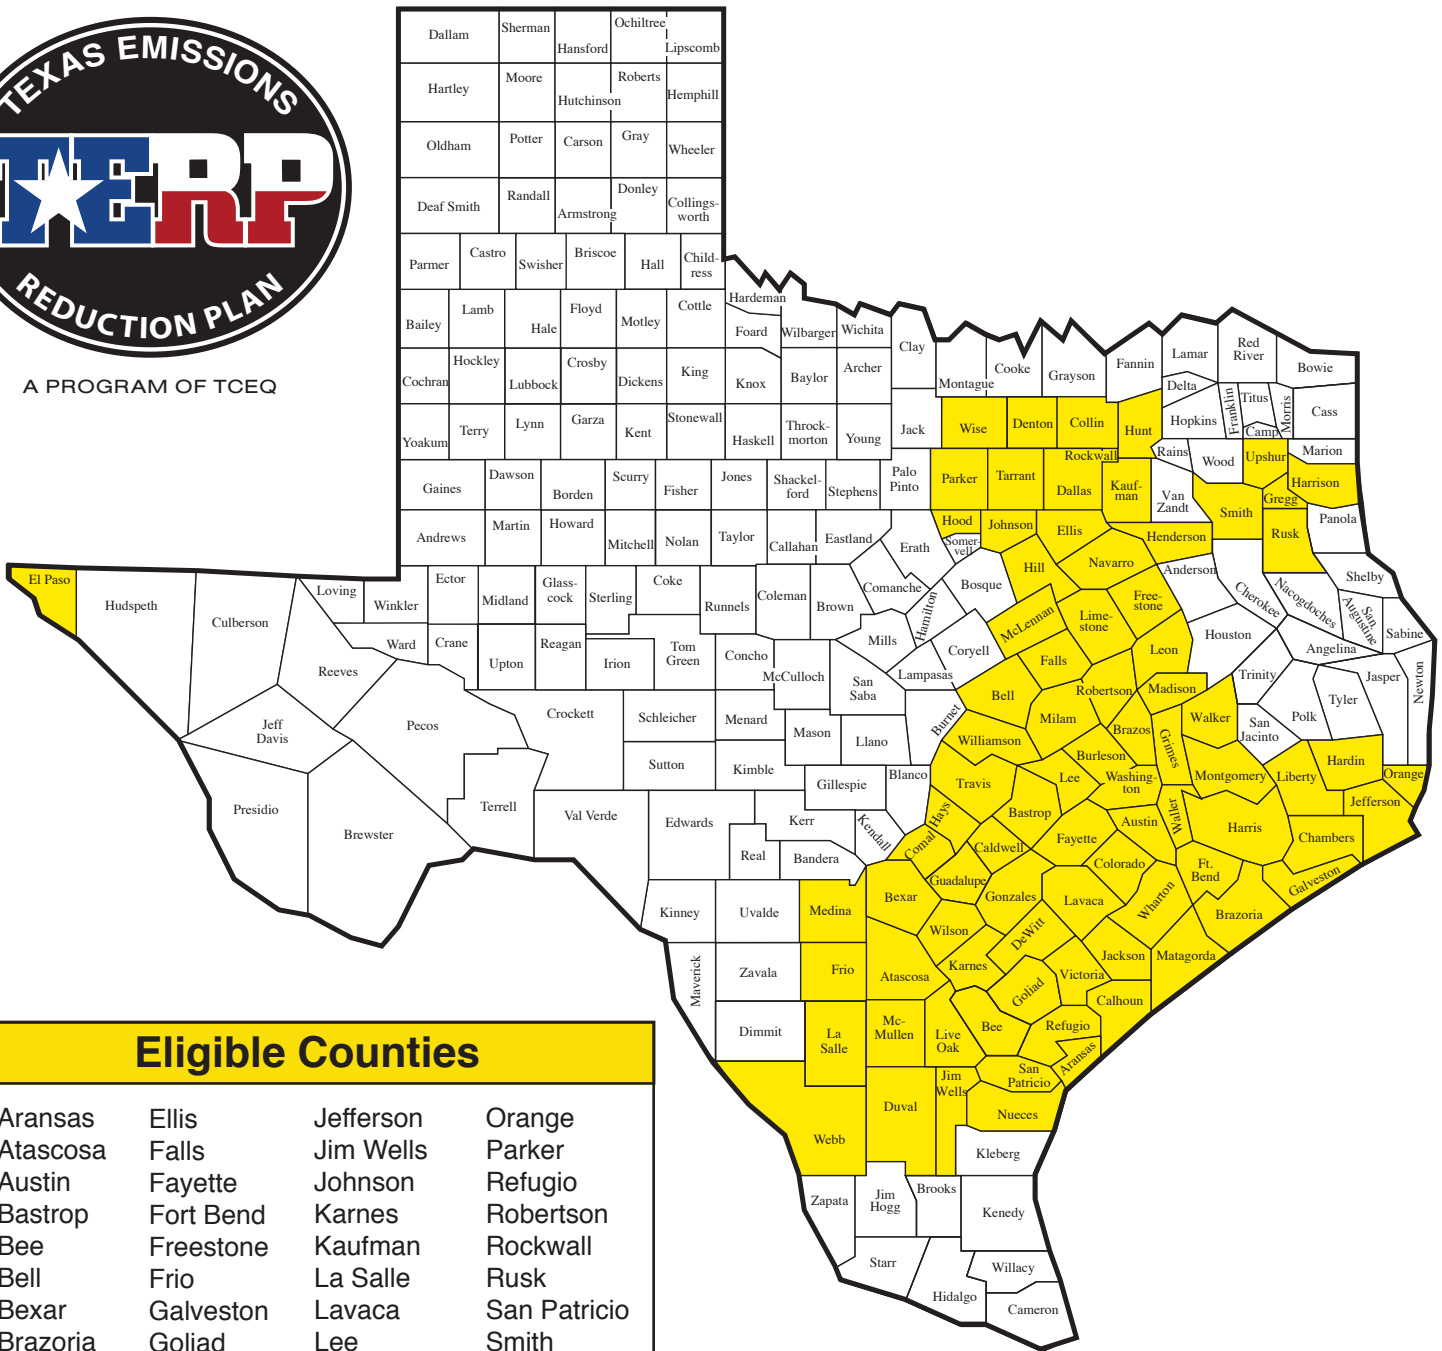 TEXAS EMISSIONS
TERP
REDUCTION PLAN
A PROGRAM OF TCEQ
Dallam
Sherman
Hansford
Ochiltree
Lipscomb
Hartley
Moore
Hutchinson
Roberts
Hemphill
Oldham
Potter
Carson
Gray
Wheeler
Deaf Smith
Randall
Armstrong
Donley
Collings-
worth
Parmer
Castro
Swisher
Briscoe
Hall
Child-
ress
Bailey
Lamb
Hale
Floyd
Motley
Cottle
Hardeman
Foard
Wilbarger
Wichita
Clay
Montague
Cooke
Grayson
Fannin
Lamar
Red
River
Bowie
Cochran
Hockley
Lubbock
Crosby
Dickens
King
Knox
Baylor
Archer
Delta
Hopkins
Franklin
Titus
Camp
Morris
Cass
Yoakum
Terry
Lynn
Garza
Kent
Stonewall
Haskell
Throck-
morton
Young
Jack
Wise
Denton
Collin
Hunt
Rockwall
Rains
Wood
Upshur
Marion
Gaines
Dawson
Borden
Scurry
Fisher
Jones
Shackel-
ford
Stephens
Palo
Pinto
Parker
Tarrant
Dallas
Kauf-
man
Van
Zandt
Smith
Gregg
Harrison
Andrews
Martin
Howard
Mitchell
Nolan
Taylor
Callahan
Eastland
Erath
Hood
Somer-
vell
Johnson
Ellis
Henderson
Rusk
Panola
El Paso
Hudspeth
Culberson
Loving
Winkler
Ector
Midland
Glass-
cock
Sterling
Coke
Runnels
Coleman
Brown
Comanche
Hamilton
Bosque
Hill
Navarro
Anderson
Cherokee
Nacogdoches
Shelby
San
Augustine
Sabine
Reeves
Ward
Crane
Upton
Reagan
Irion
Tom
Green
Concho
McCulloch
San
Saba
Mills
Lampasas
Coryell
McLennan
Lime-
stone
Free-
stone
Falls
Leon
Houston
Angelina
Trinity
Polk
Tyler
Jasper
Newton
Jeff
Davis
Pecos
Crockett
Schleicher
Menard
Mason
Llano
Burnet
Bell
Milam
Robertson
Madison
Brazos
Grimes
Walker
San
Jacinto
Presidio
Brewster
Terrell
Val Verde
Sutton
Kimble
Gillespie
Blanco
Williamson
Travis
Lee
Burleson
Washing-
ton
Montgomery
Liberty
Hardin
Orange
Jefferson
Edwards
Kerr
Real
Bandera
Kendall
Comal
Hays
Bastrop
Caldwell
Fayette
Austin
Waller
Harris
Chambers
Galveston
Kinney
Uvalde
Medina
Bexar
Guadalupe
Gonzales
Lavaca
Colorado
Wharton
Ft.
Bend
Brazoria
Maverick
Zavala
Frio
Atascosa
Wilson
Karnes
DeWitt
Goliad
Victoria
Jackson
Matagorda
Calhoun
Dimmit
La
Salle
Mc-
Mullen
Live
Oak
Bee
Refugio
Aransas
San
Patricio
Webb
Duval
Jim
Wells
Nueces
Kleberg
Zapata
Jim
Hogg
Brooks
Kenedy
Starr
Hidalgo
Willacy
Cameron
Eligible Counties
Aransas
Atascosa
Austin
Bastrop
Bee
Bell
Bexar
Brazoria
Ellis
Falls
Fayette
Fort Bend
Freestone
Frio
Galveston
Goliad
Jefferson
Jim Wells
Johnson
Karnes
Kaufman
La Salle
Lavaca
Lee
Orange
Parker
Refugio
Robertson
Rockwall
Rusk
San Patricio
Smith